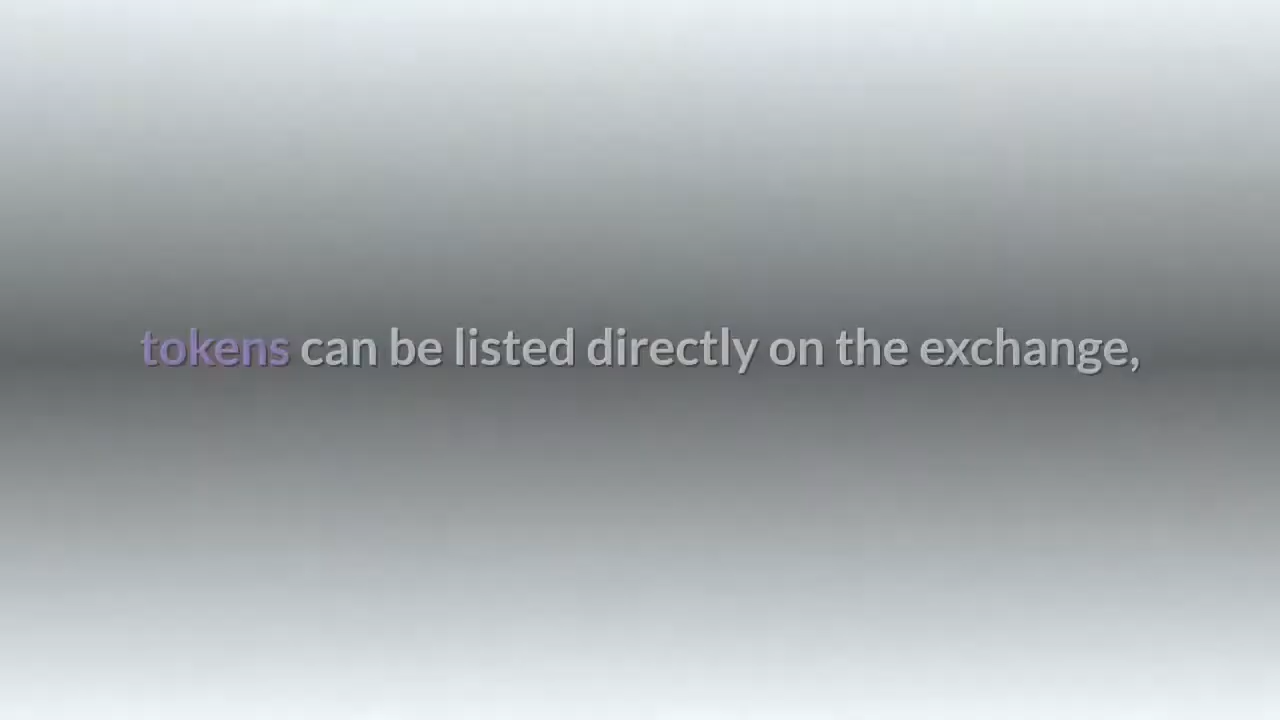 tokens can be listed directly on the exchange,